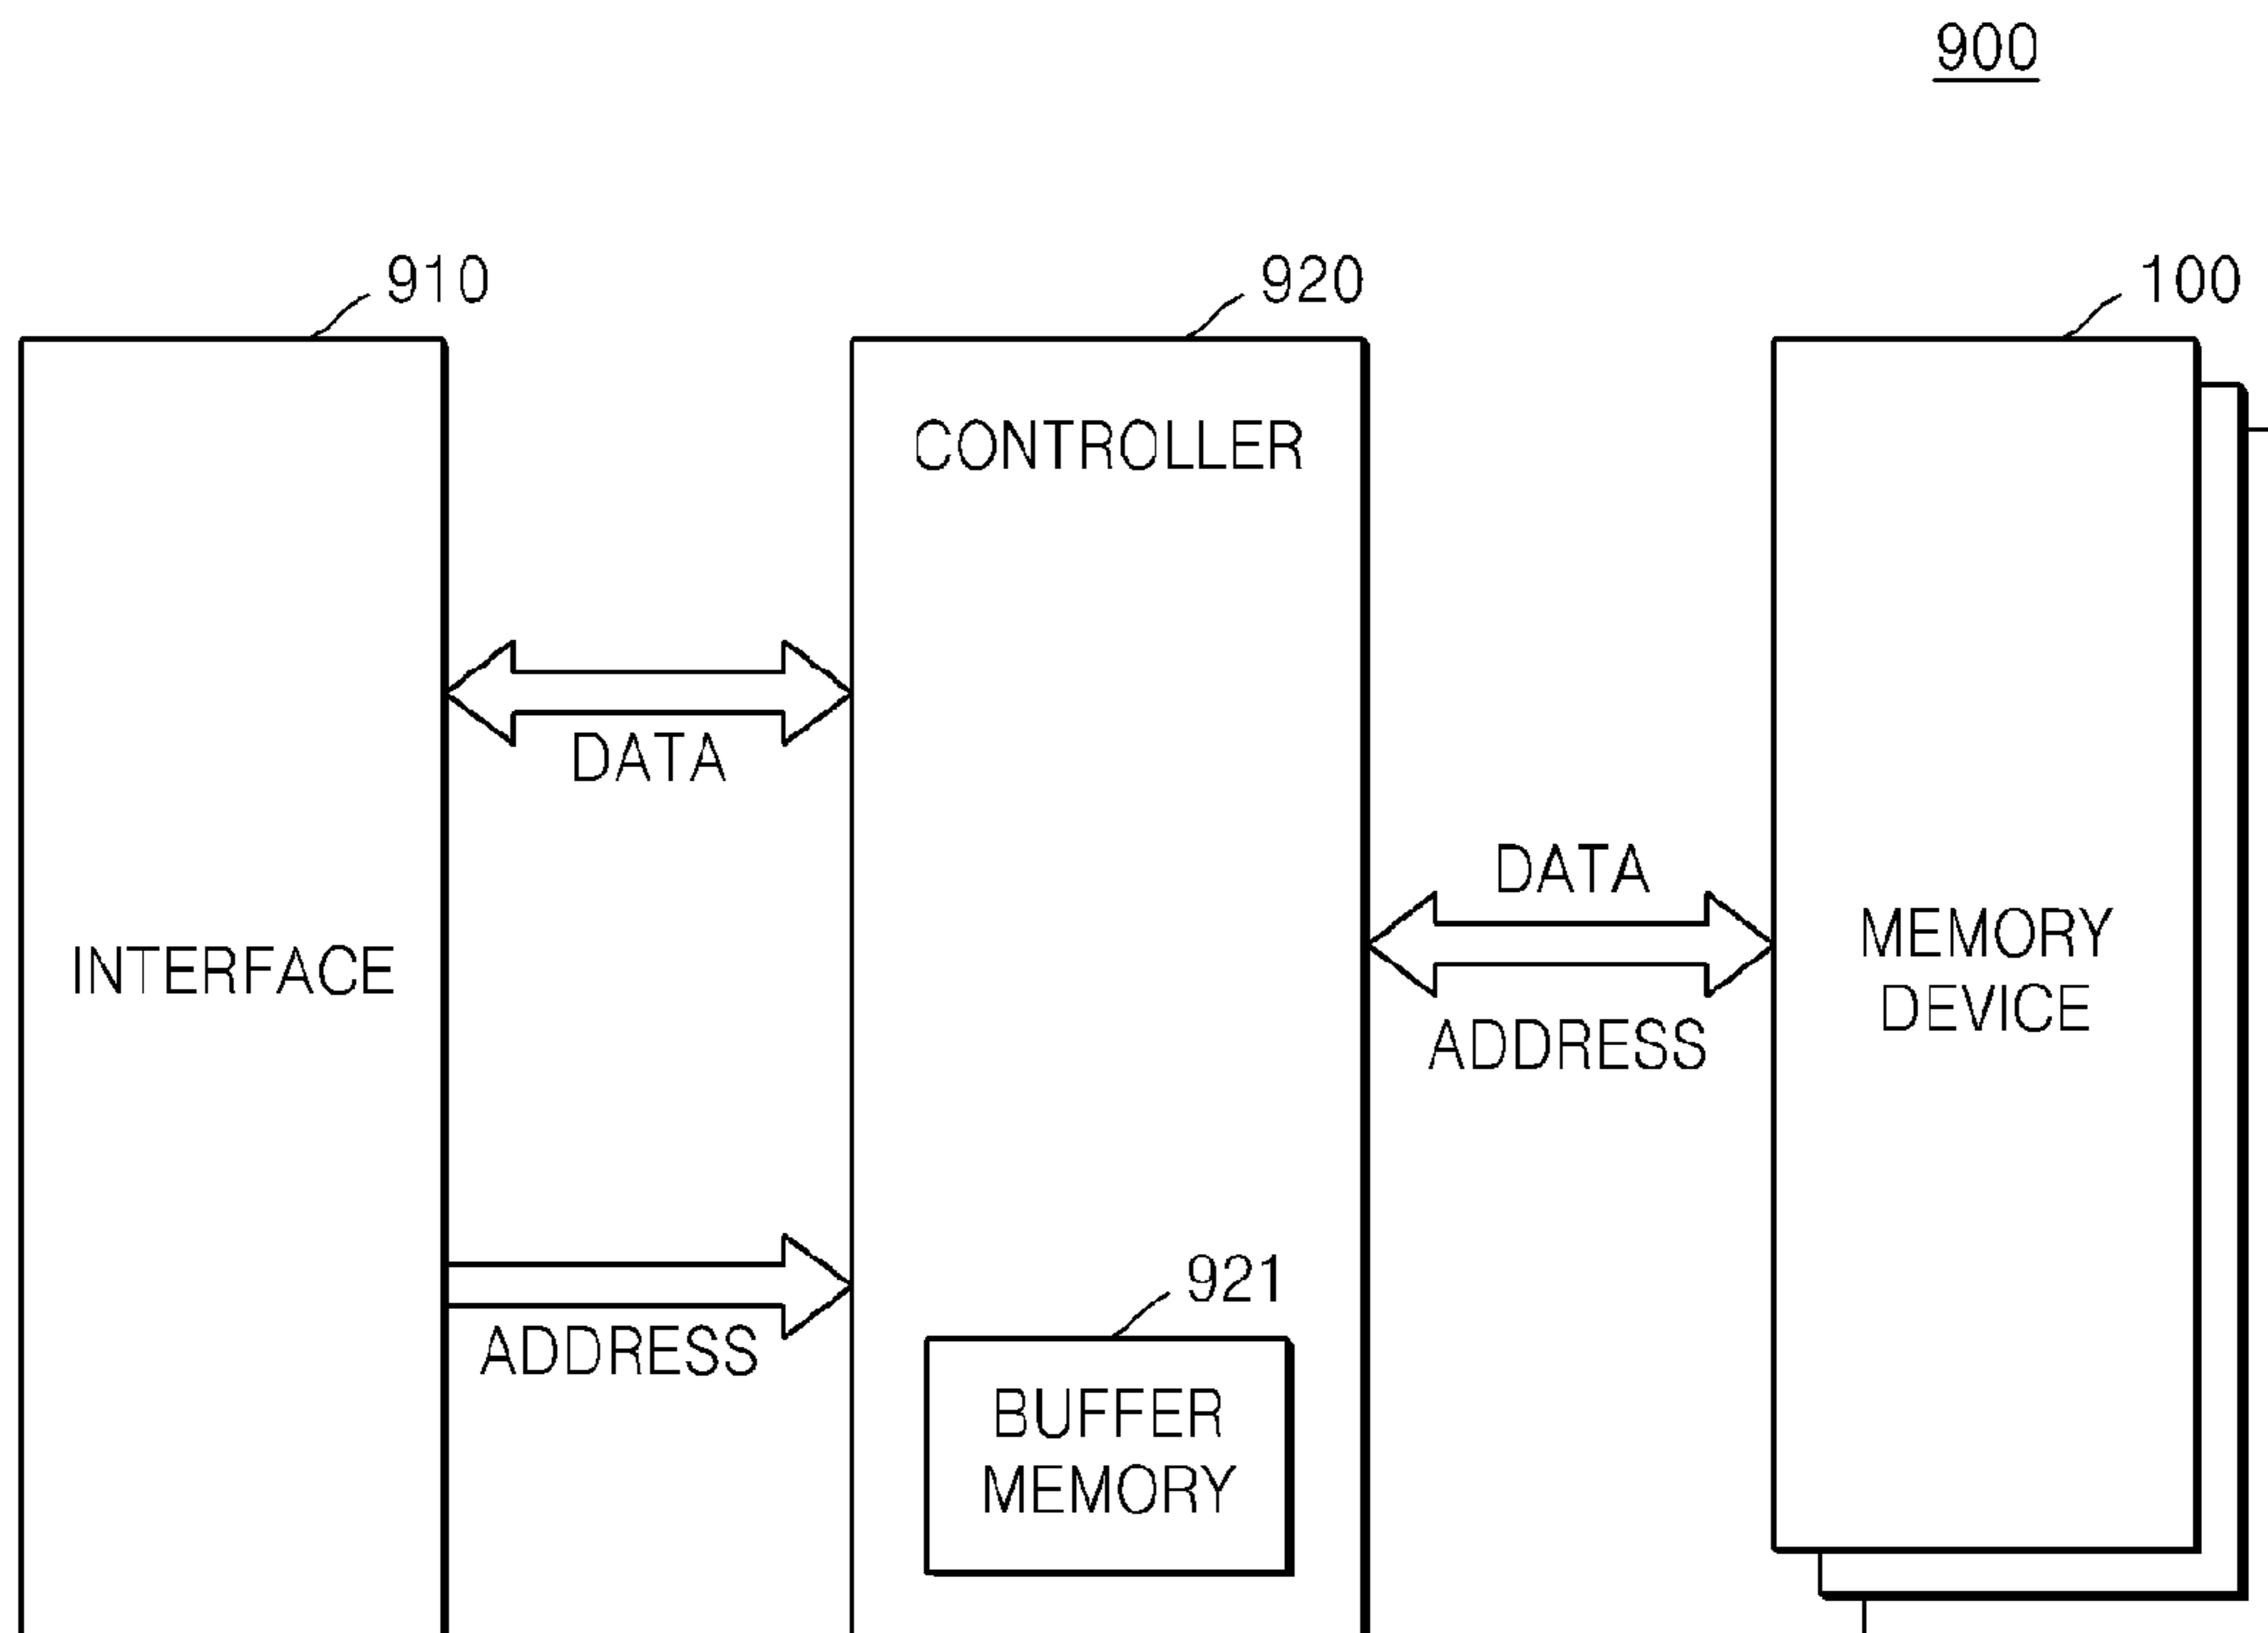 900
910
920
100
CONTROLLER
DATA
DATA
MEMORY
DEVICE
INTERFACE
ADDRESS
921
ADDRESS
BUFFER
MEMORY